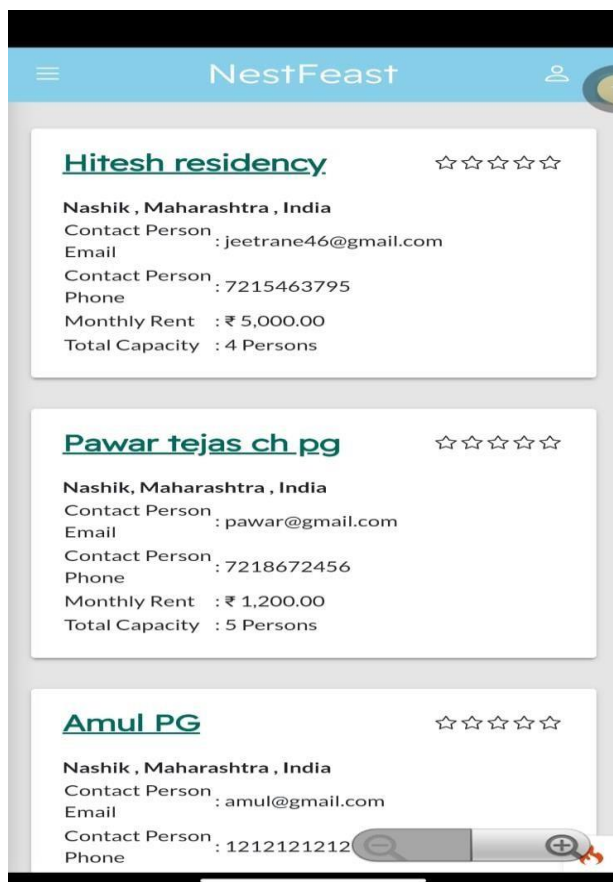 NestFeast
Hitesh residency
Nashik , Maharashtra , India
Contact Person Email : jeetrane46@gmail.com
Contact Person Phone : 7215463795
Monthly Rent : ₹ 5,000.00
Total Capacity : 4 Persons
Pawar tejas ch pg
Nashik, Maharashtra , India
Contact Person Email : pawar@gmail.com
Contact Person Phone : 7218672456
Monthly Rent : ₹ 1,200.00
Total Capacity : 5 Persons
Amul PG
Nashik , Maharashtra , India
Contact Person Email : amul@gmail.com
Contact Person Phone : 1212121212